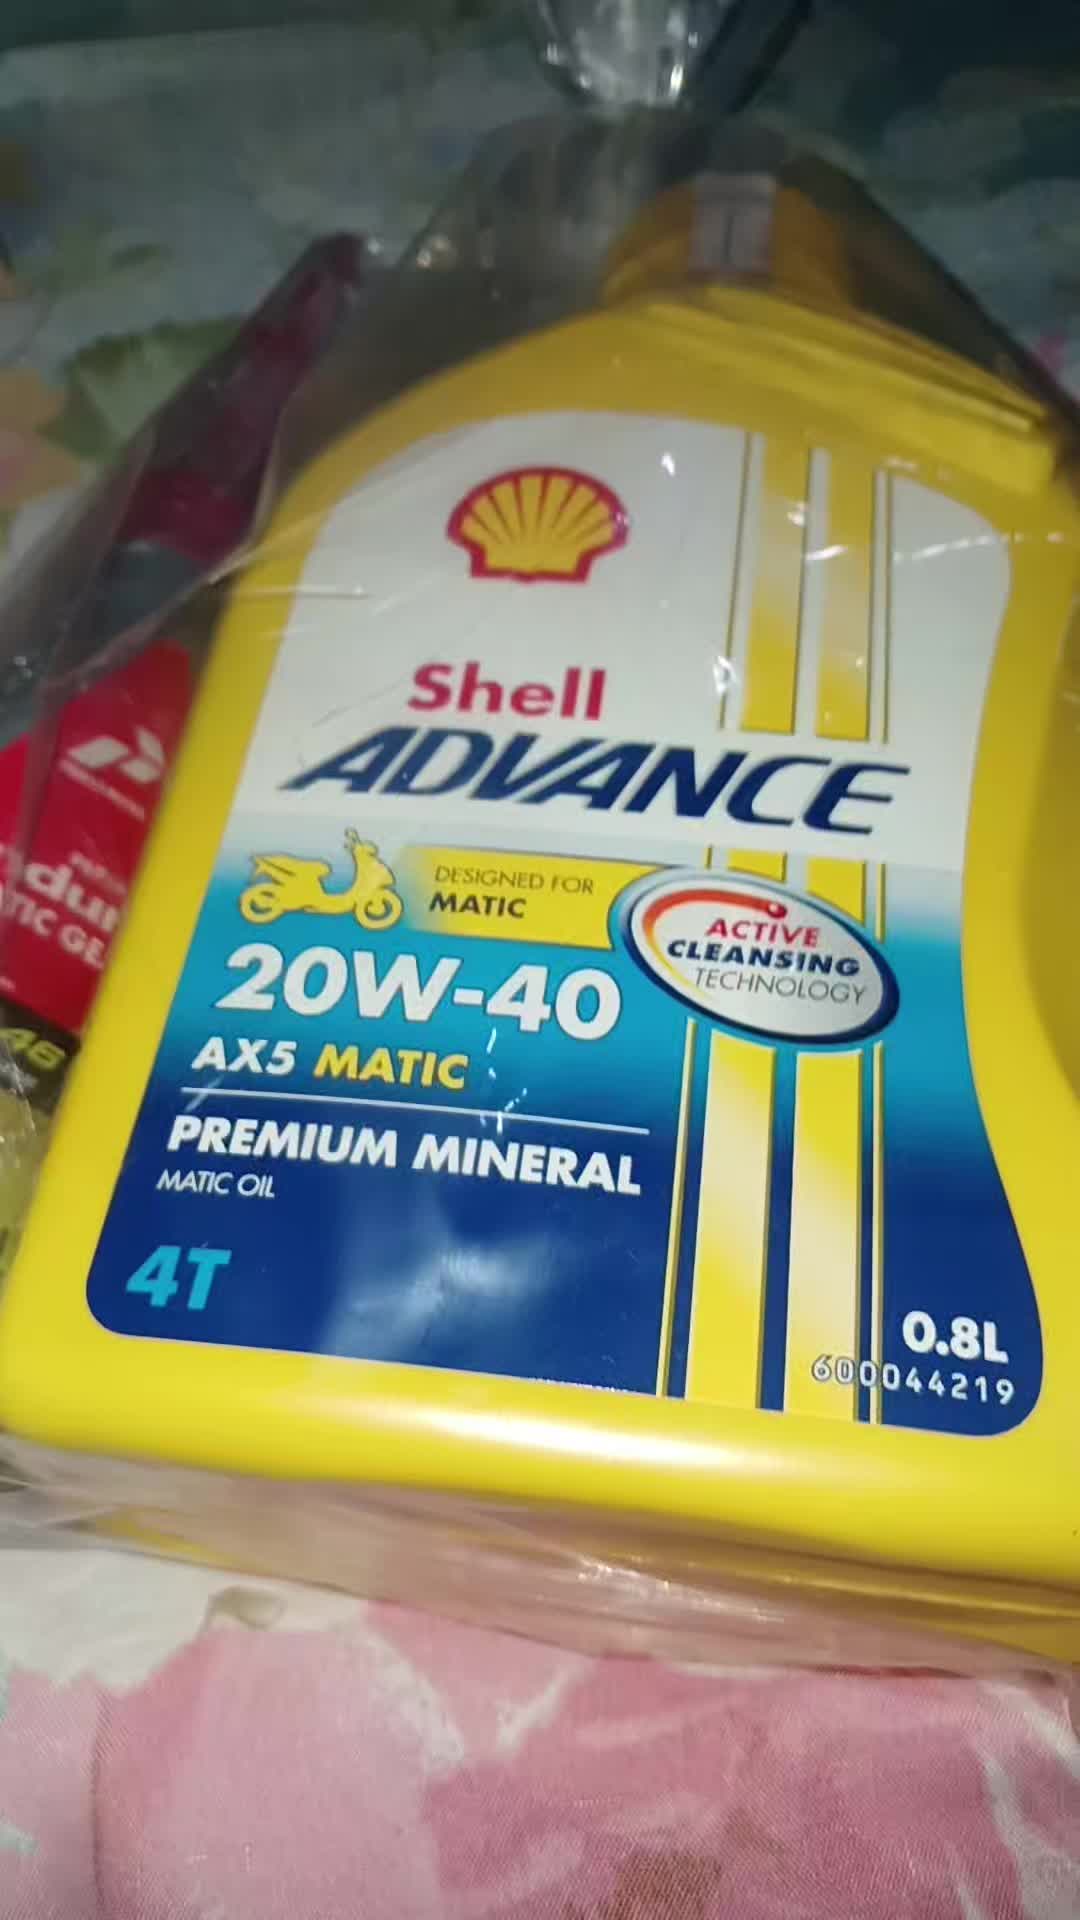 Shell
ADVANCE
DESIGNED FOR
MATIC
ACTIVE
CLEANSING
TECHNOLOGY
20W-40
AX5 MATIC
PREMIUM MINERAL
MATIC OIL
4T
0.8L
600044219